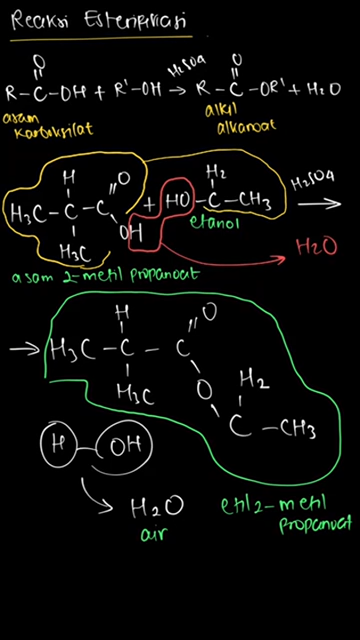 Reaksi Esterifikasi
O O
R-C-OH + R'-OH → R-C-OR' + H2O
H2SO4
asam karboksilat
alkil alkanoat
H O H2
H3C-C-C + HO-C-CH3 H2SO4 →
OH
H3C
etanol
H2O
asam 2-metil propanoat
H O
→ H3C-C-C
H3C O H2
C-CH3
H OH
H2O
air
etil 2-metil propanoat